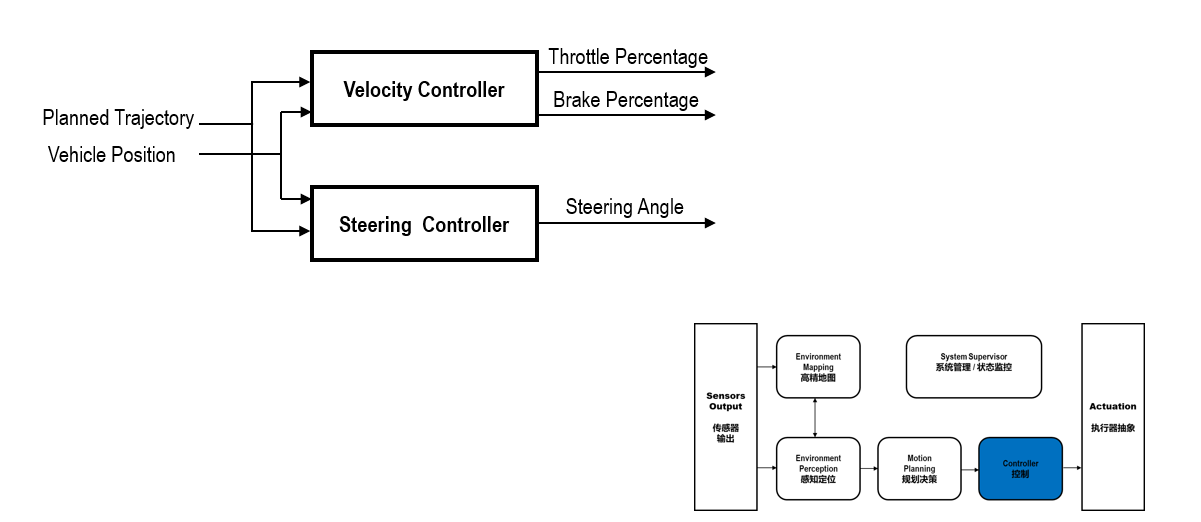 Throttle Percentage
Velocity Controller
Brake Percentage
Planned Trajectory
Vehicle Position
Steering Angle
Steering Controller
Sensors
Output
传感器
输出
Environment
Mapping
高精地图
System Supervisor
系统管理 / 状态监控
Actuation
执行器抽象
Environment
Perception
感知定位
Motion
Planning
规划决策
Controller
控制